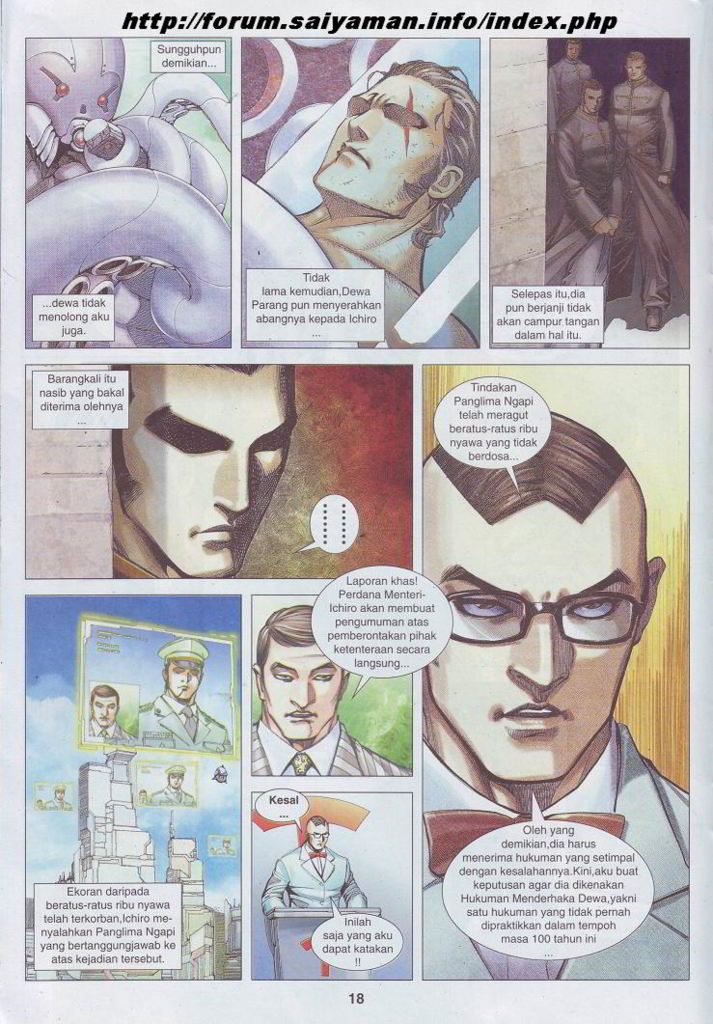 http://forum.saiyaman.info/index.php
Sungguhpun
demikian...
...dewa tidak
menolong aku
juga.
Tidak
lama kemudian,Dewa
Parang pun menyerahkan
abangnya kepada Ichiro
...
Selepas itu,dia
pun berjanji tidak
akan campur tangan
dalam hal itu.
Barangkali itu
nasib yang bakal
diterima olehnya
...
Tindakan
Panglima Ngapi
telah meragut
beratus-ratus ribu
nyawa yang tidak
berdosa...
Laporan khas!
Perdana Menteri-
Ichiro akan membuat
pengumuman atas
pemberontakan pihak
ketenteraan secara
langsung...
Ekoran daripada
beratus-ratus ribu nyawa
telah terkorban,Ichiro me-
nyalahkan Panglima Ngapi
yang bertanggungjawab ke
atas kejadian tersebut.
Kesal
...
Inilah
saja yang aku
dapat katakan
!!
Oleh yang
demikian,dia harus
menerima hukuman yang setimpal
dengan kesalahannya.Kini,aku buat
keputusan agar dia dikenakan
Hukuman Menderhaka Dewa,yakni
satu hukuman yang tidak pernah
dipraktikkan dalam tempoh
masa 100 tahun ini
...
18